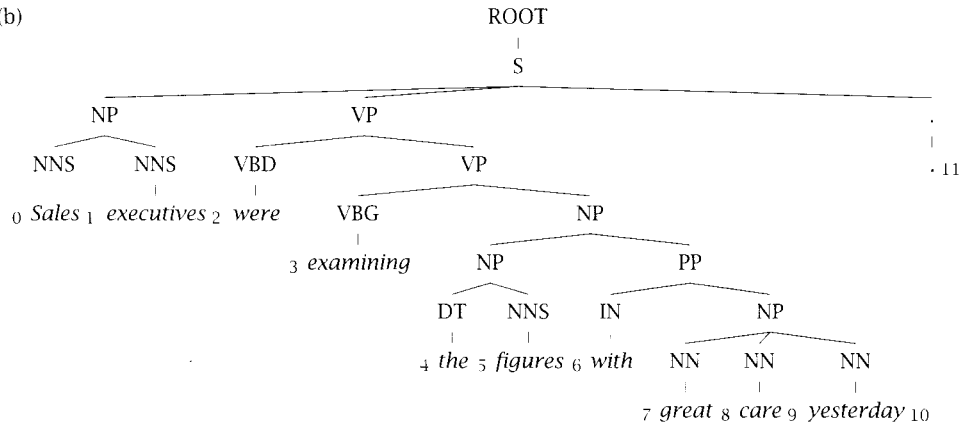 (b) ROOT
S
NP VP .
NNS NNS VBD VP . 11
0 Sales 1 executives 2 were VBG NP
3 examining NP PP
DT NNS IN NP
4 the 5 figures 6 with NN NN NN
7 great 8 care 9 yesterday 10